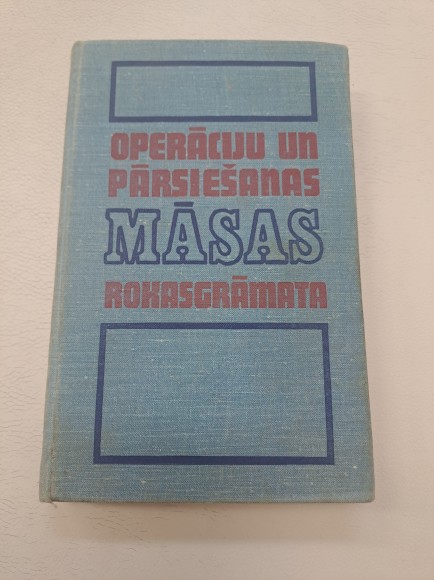 OPERĀCIJU UN
PĀRSIEŠANAS
MĀSAS
ROKASGRĀMATA